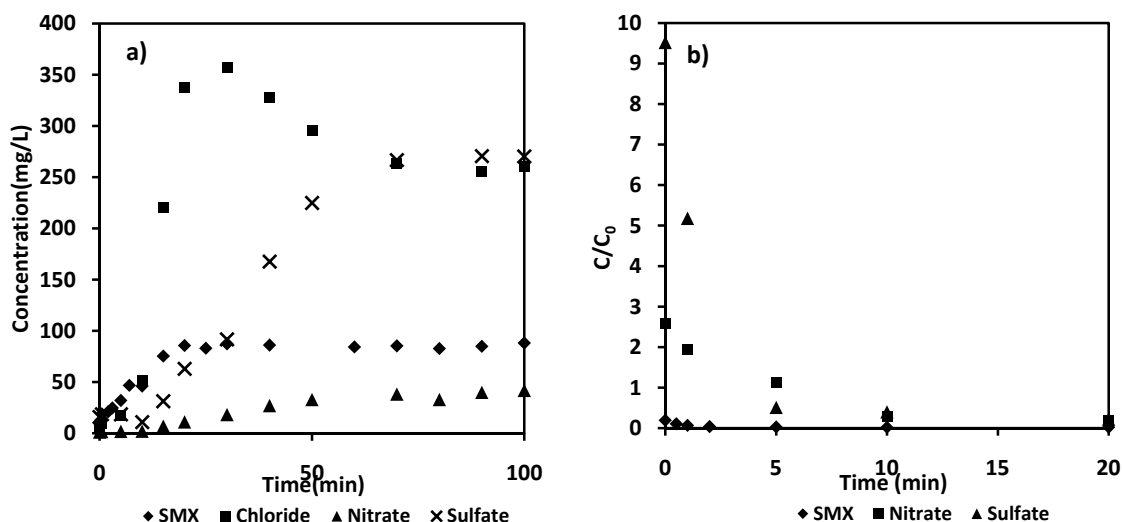 a)
Concentration(mg/L)
400
350
300
250
200
150
100
50
0
0
50
100
Time(min)
SMX
Chloride
Nitrate
Sulfate
b)
C/C₀
10
9
8
7
6
5
4
3
2
1
0
0
5
10
15
20
Time (min)
SMX
Nitrate
Sulfate